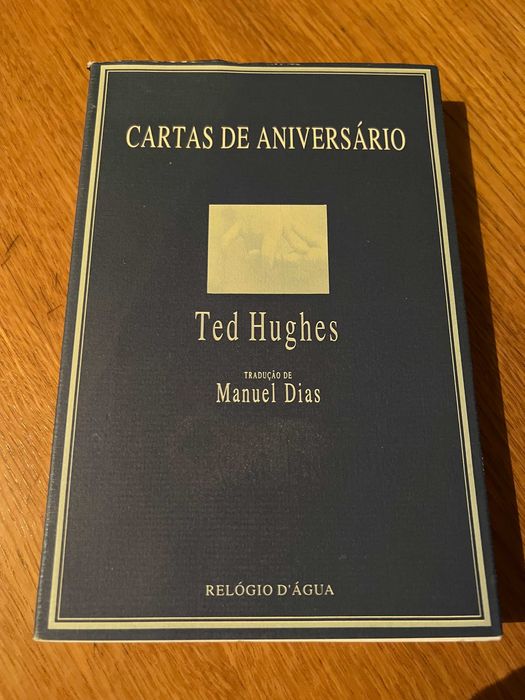 CARTAS DE ANIVERSÁRIO
Ted Hughes
TRADUÇÃO DE
Manuel Dias
RELÓGIO D'ÁGUA